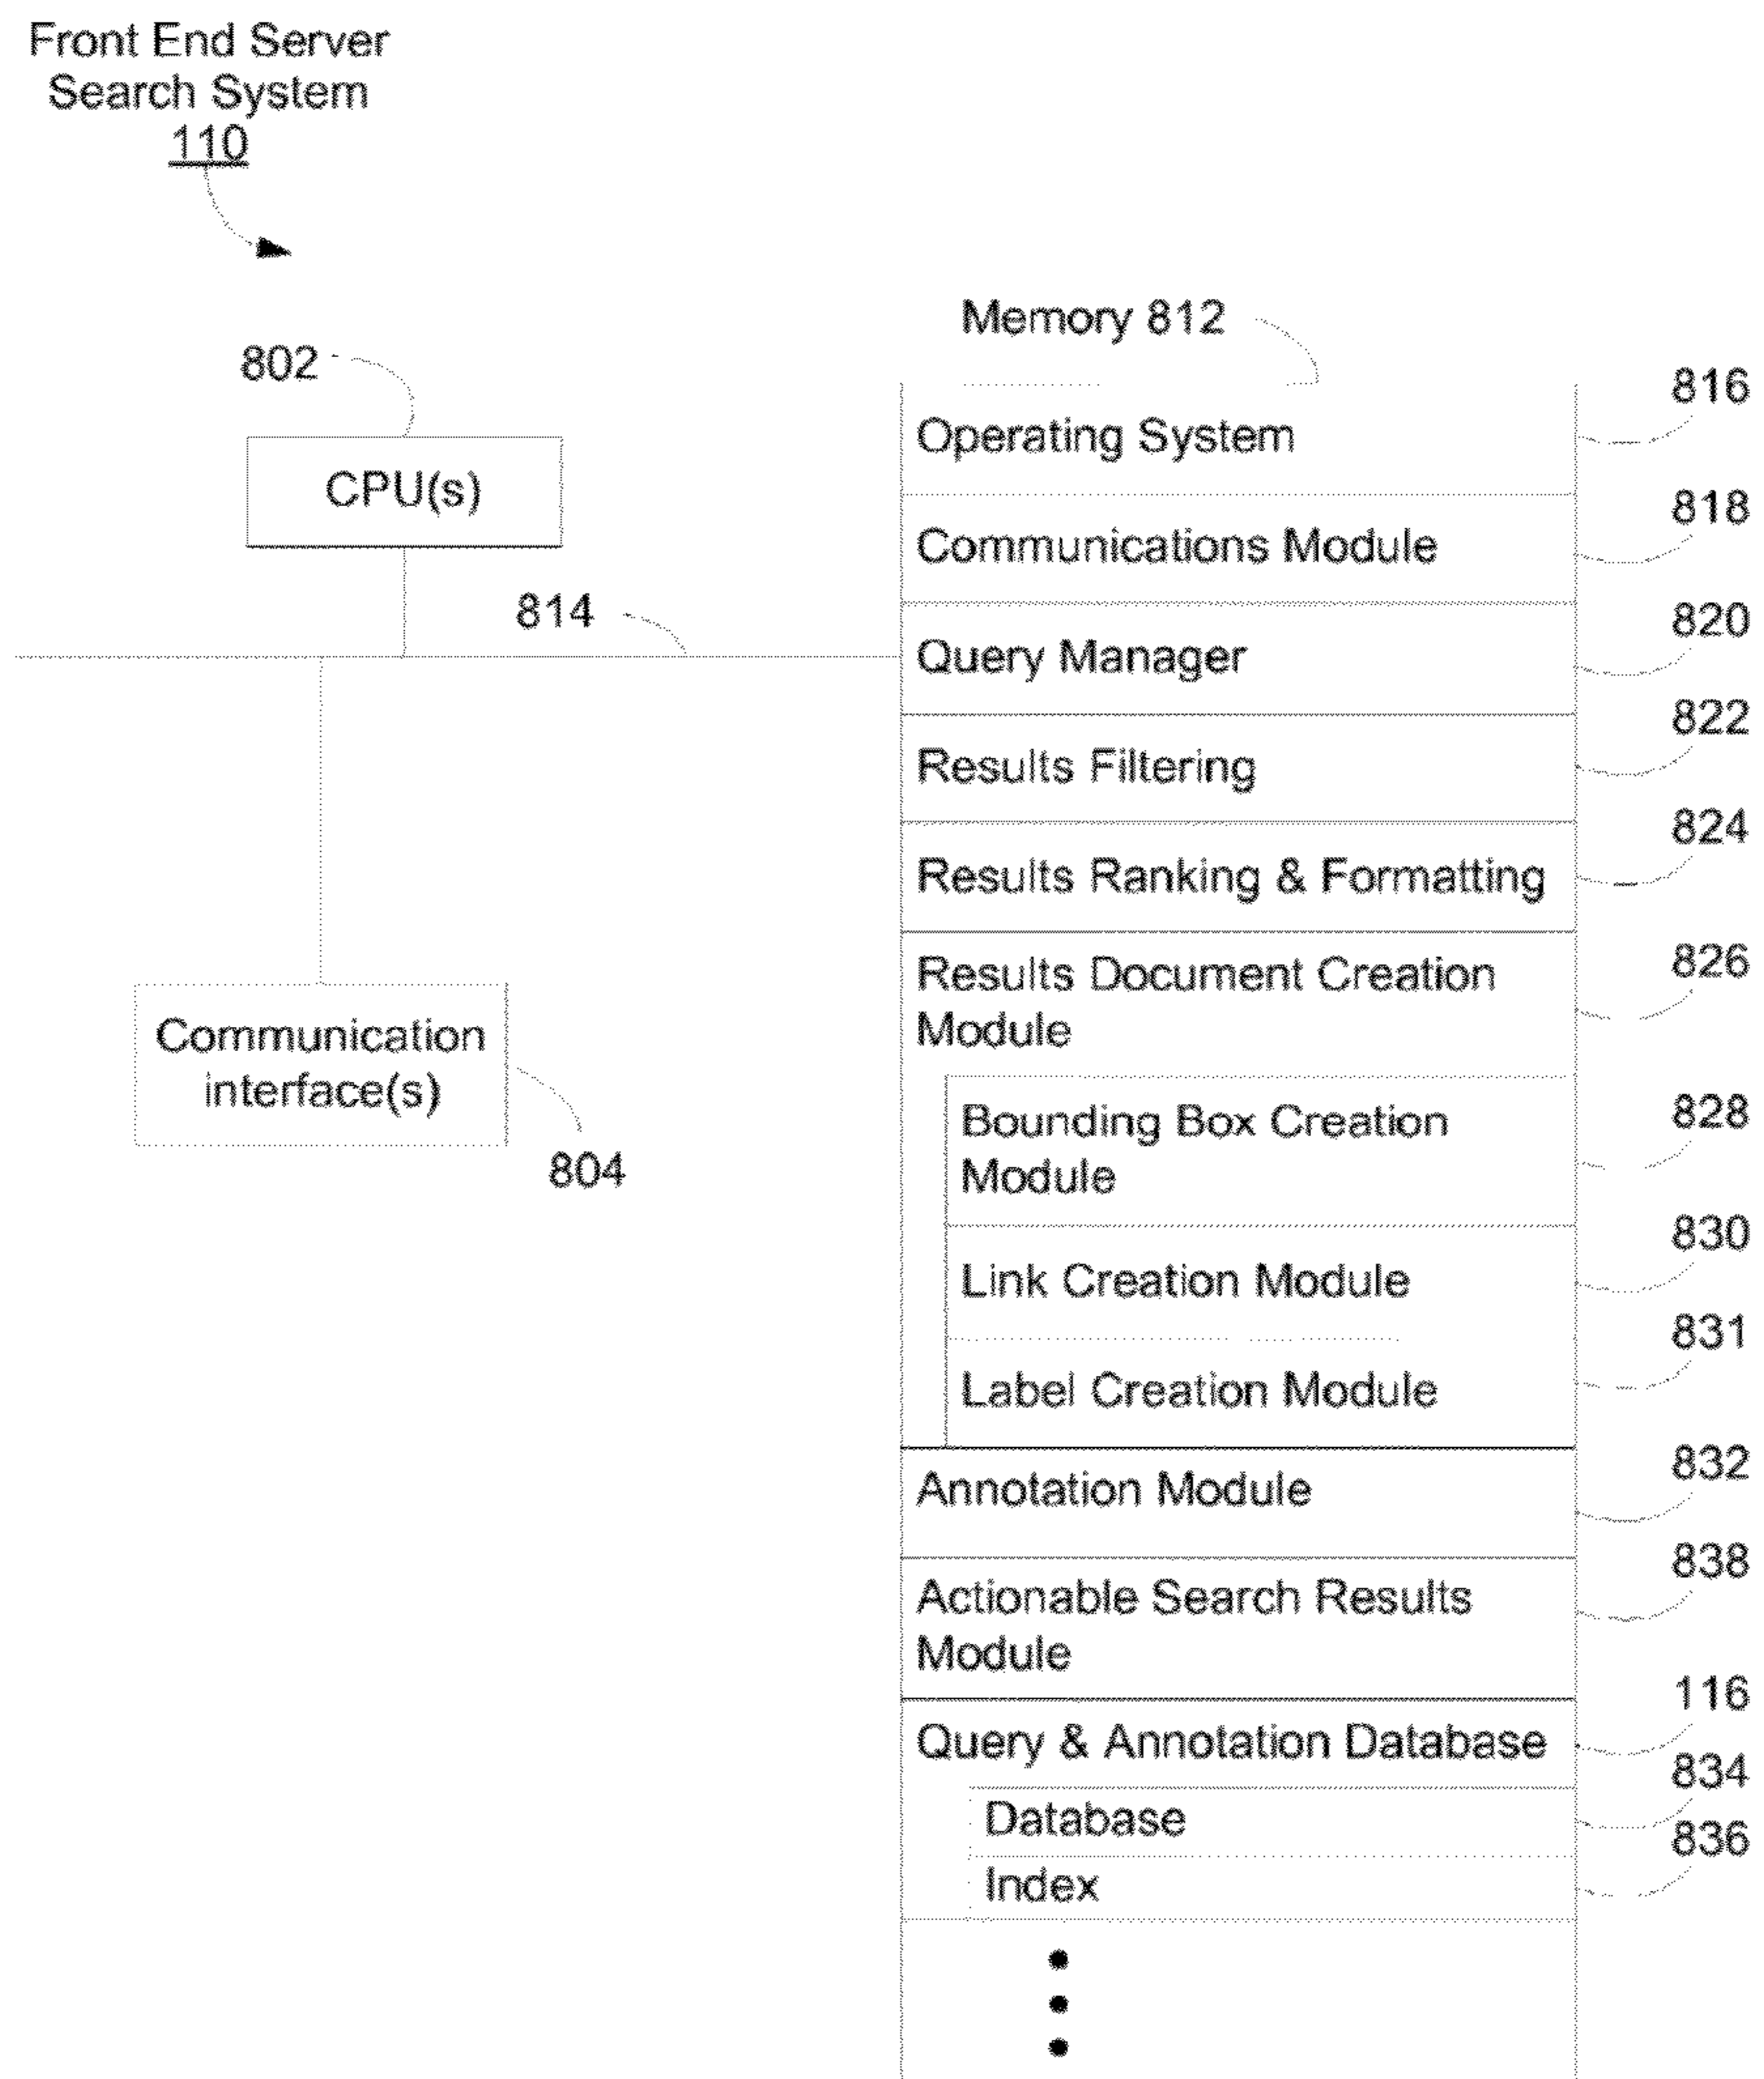 Front End Server
Search System
110
Memory 812
802
816
Operating System
CPU(s)
818
Communications Module
814
820
Query Manager
822
Results Filtering
824
Results Ranking & Formatting
826
Results Document Creation
Module
Communication
interface(s)
804
828
Bounding Box Creation
Module
830
Link Creation Module
831
Label Creation Module
832
Annotation Module
838
Actionable Search Results
Module
116
Query & Annotation Database
834
Database
836
Index